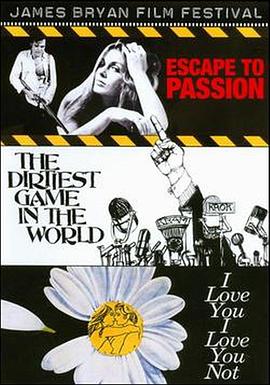 JAMES BRYAN FILM FESTIVAL
ESCAPE TO
PASSION
THE
DIRTIEST
GAME
IN THE
WORLD
I
Love
You
I
Love
You
Not